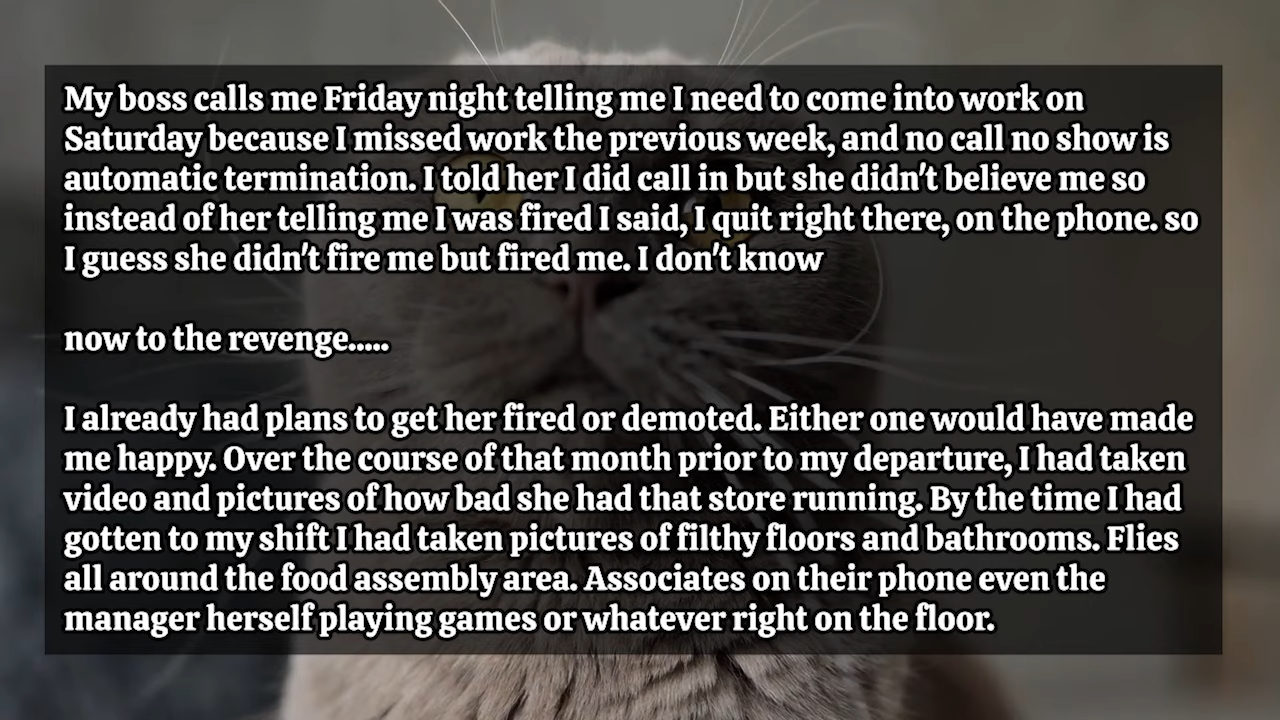 My boss calls me Friday night telling me I need to come into work on
Saturday because I missed work the previous week, and no call no show is
automatic termination. I told her I did call in but she didn't believe me so
instead of her telling me I was fired I said, I quit right there, on the phone. so
I guess she didn't fire me but fired me. I don't know
now to the revenge.....
I already had plans to get her fired or demoted. Either one would have made
me happy. Over the course of that month prior to my departure, I had taken
video and pictures of how bad she had that store running. By the time I had
gotten to my shift I had taken pictures of filthy floors and bathrooms. Flies
all around the food assembly area. Associates on their phone even the
manager herself playing games or whatever right on the floor.